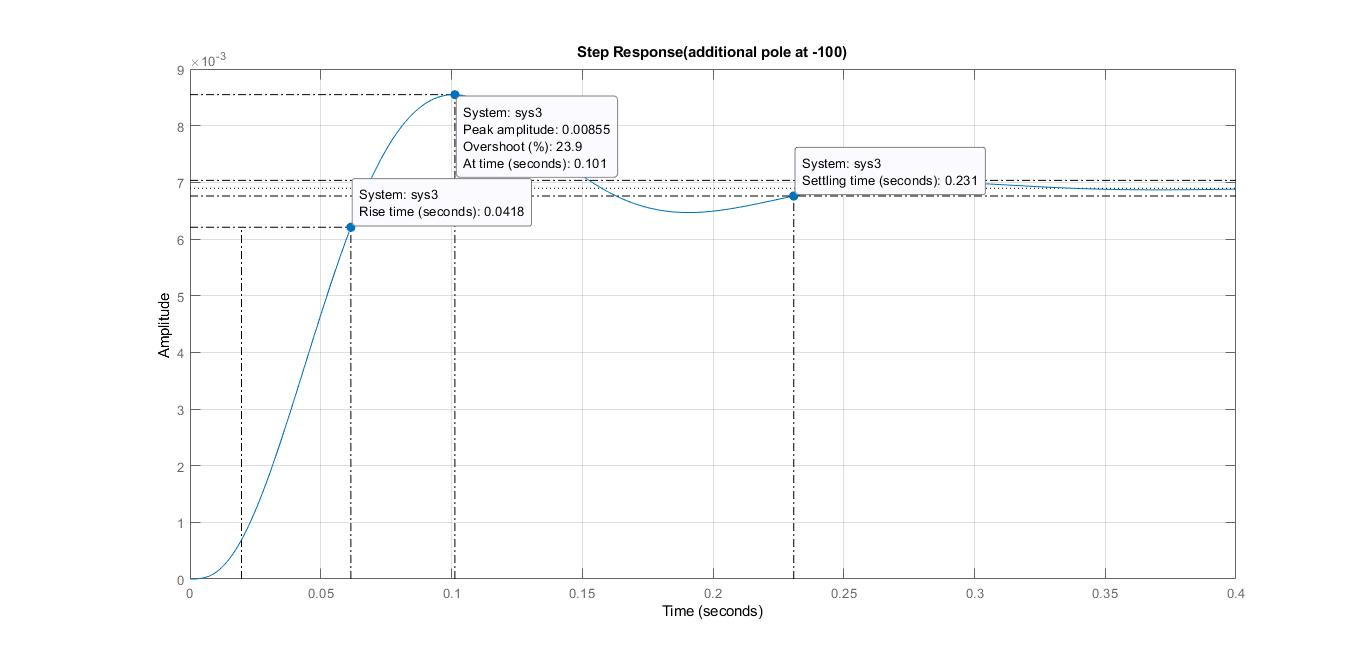 Step Response(additional pole at -100)
×10⁻³
9
8
7
6
5
4
3
2
1
0
Amplitude
System: sys3
Peak amplitude: 0.00855
Overshoot (%): 23.9
At time (seconds): 0.101
System: sys3
Settling time (seconds): 0.231
System: sys3
Rise time (seconds): 0.0418
0 0.05 0.1 0.15 0.2 0.25 0.3 0.35 0.4
Time (seconds)